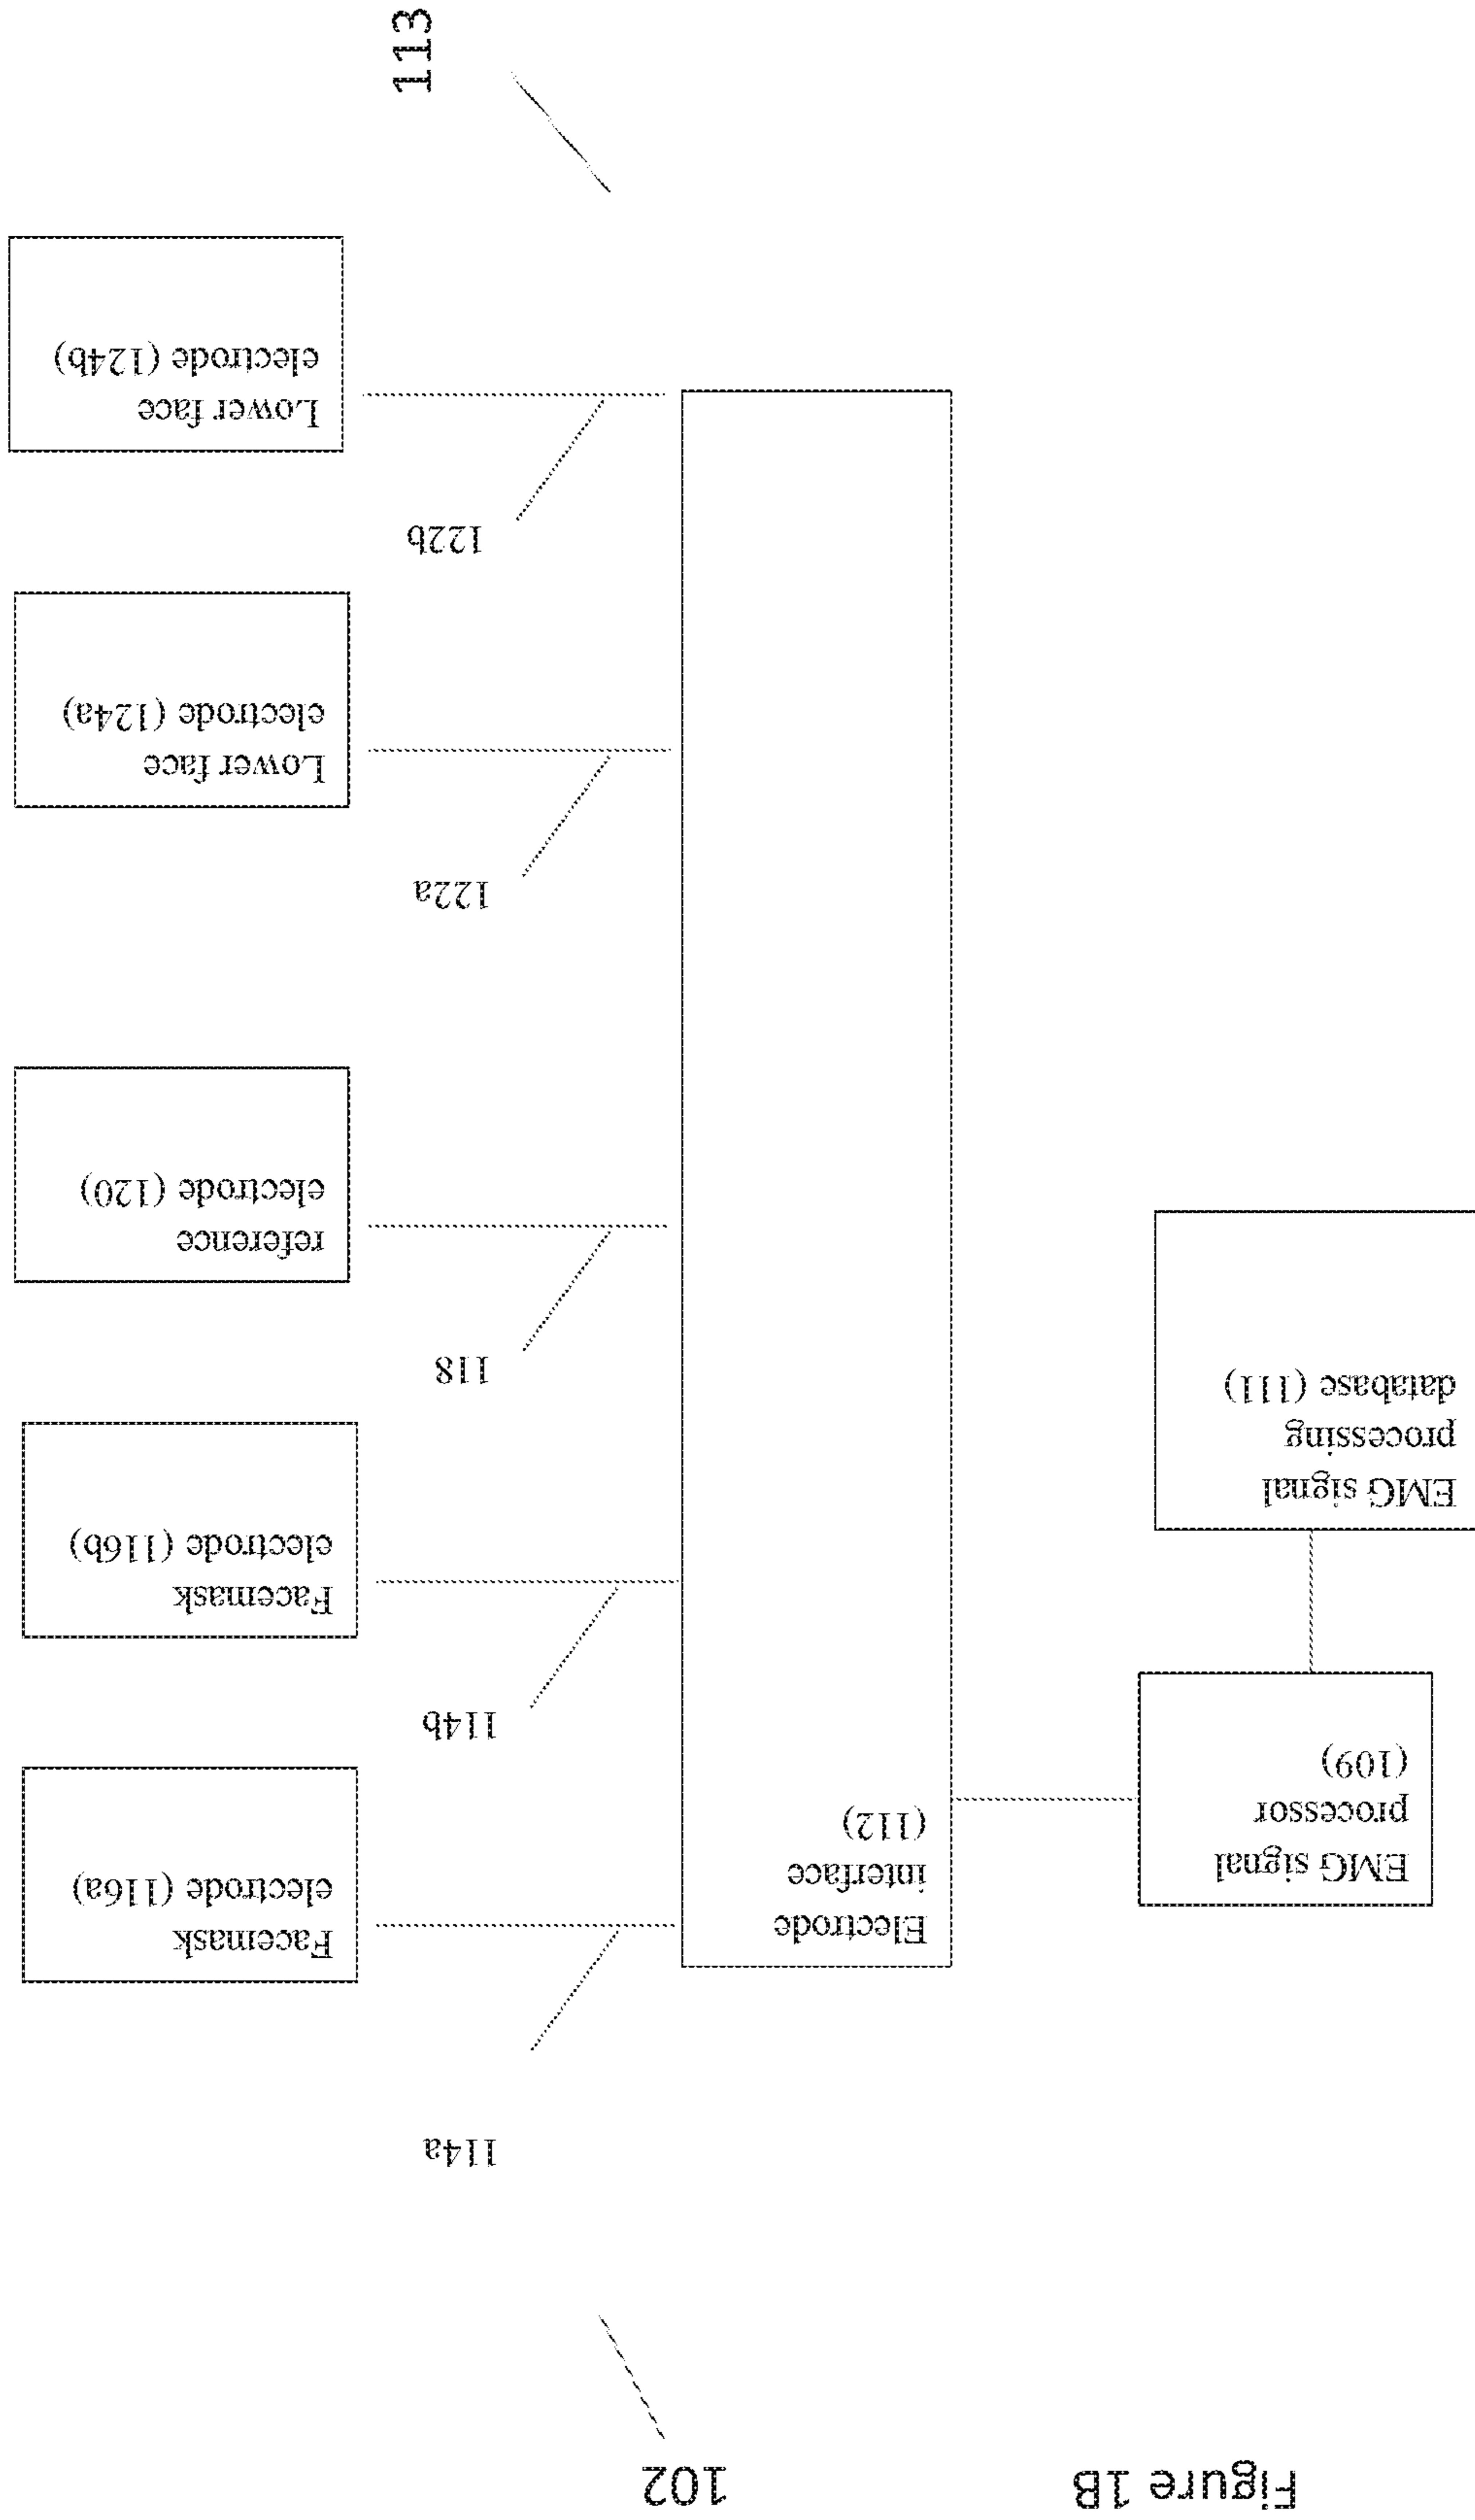 Figure 1B
102
EMG signal
processor
(109)
EMG signal
processing
database (111)
Electrode
interface
(112)
114a
Facemask
electrode (116a)
114b
Facemask
electrode (116b)
118
reference
electrode (120)
122a
Lower face
electrode (124a)
122b
Lower face
electrode (124b)
113